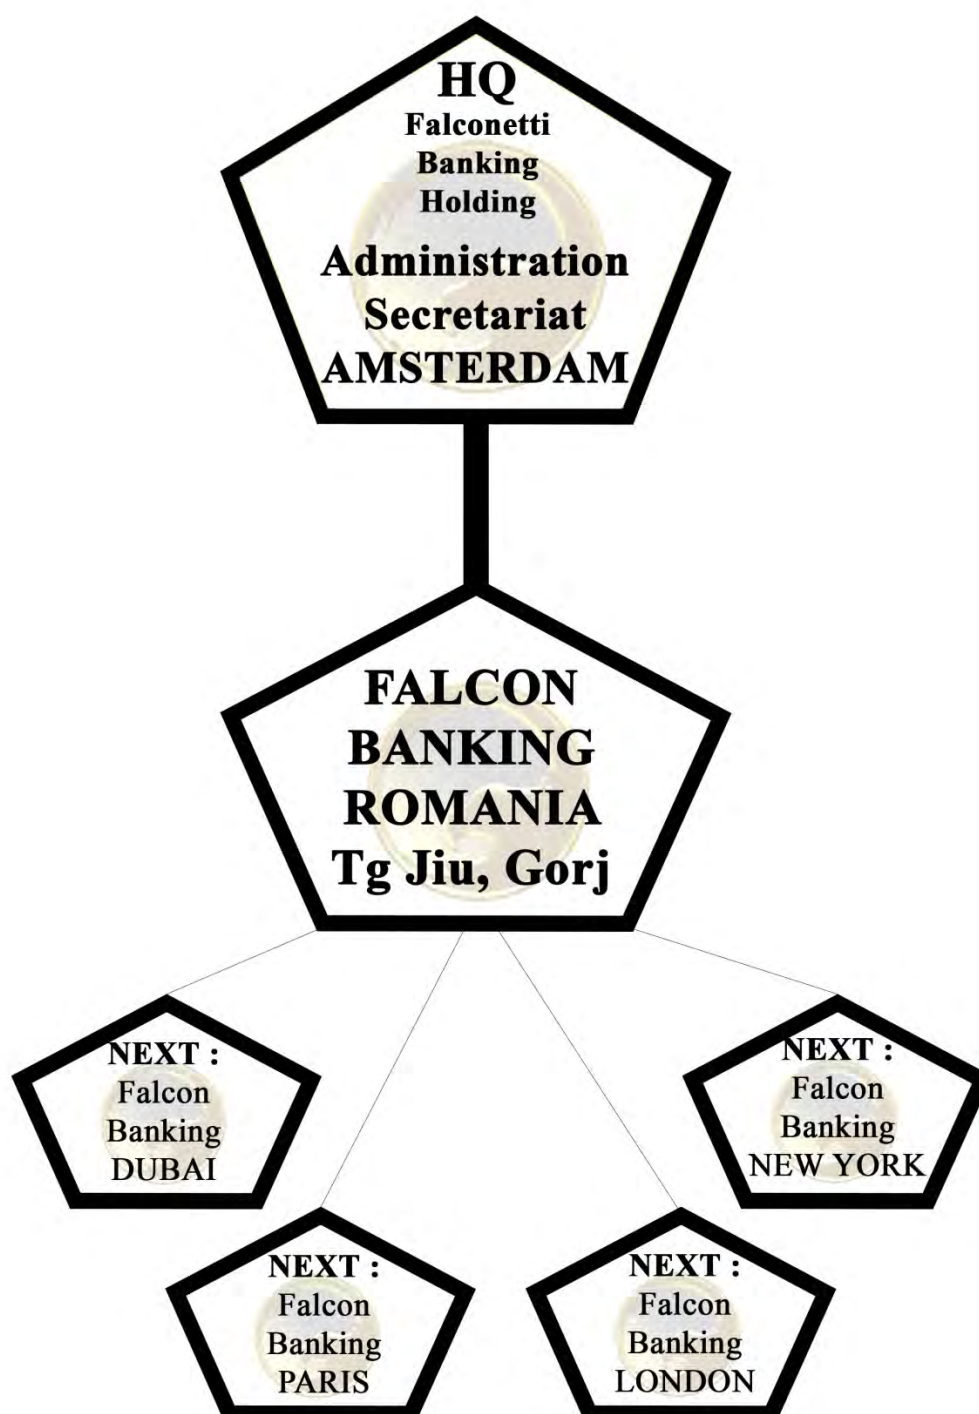 HQ
Falconetti
Banking
Holding
Administration
Secretariat
AMSTERDAM
FALCON
BANKING
ROMANIA
Tg Jiu, Gorj
NEXT :
Falcon
Banking
DUBAI
NEXT :
Falcon
Banking
NEW YORK
NEXT :
Falcon
Banking
PARIS
NEXT :
Falcon
Banking
LONDON